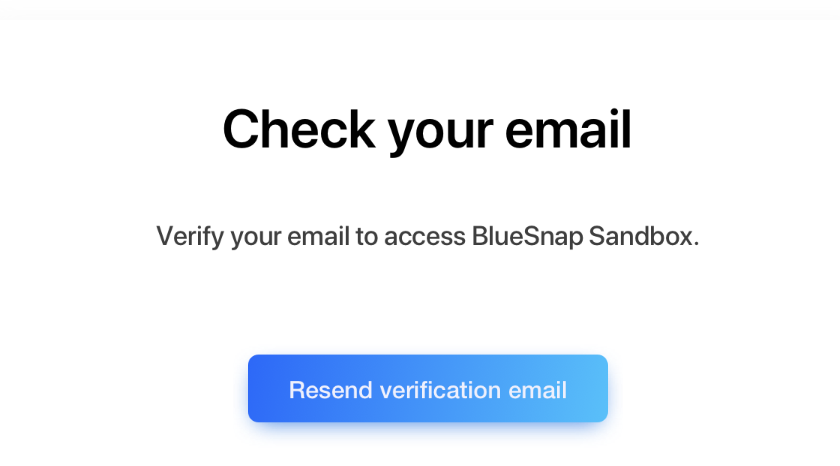 Check your email
Verify your email to access BlueSnap Sandbox.
Resend verification email